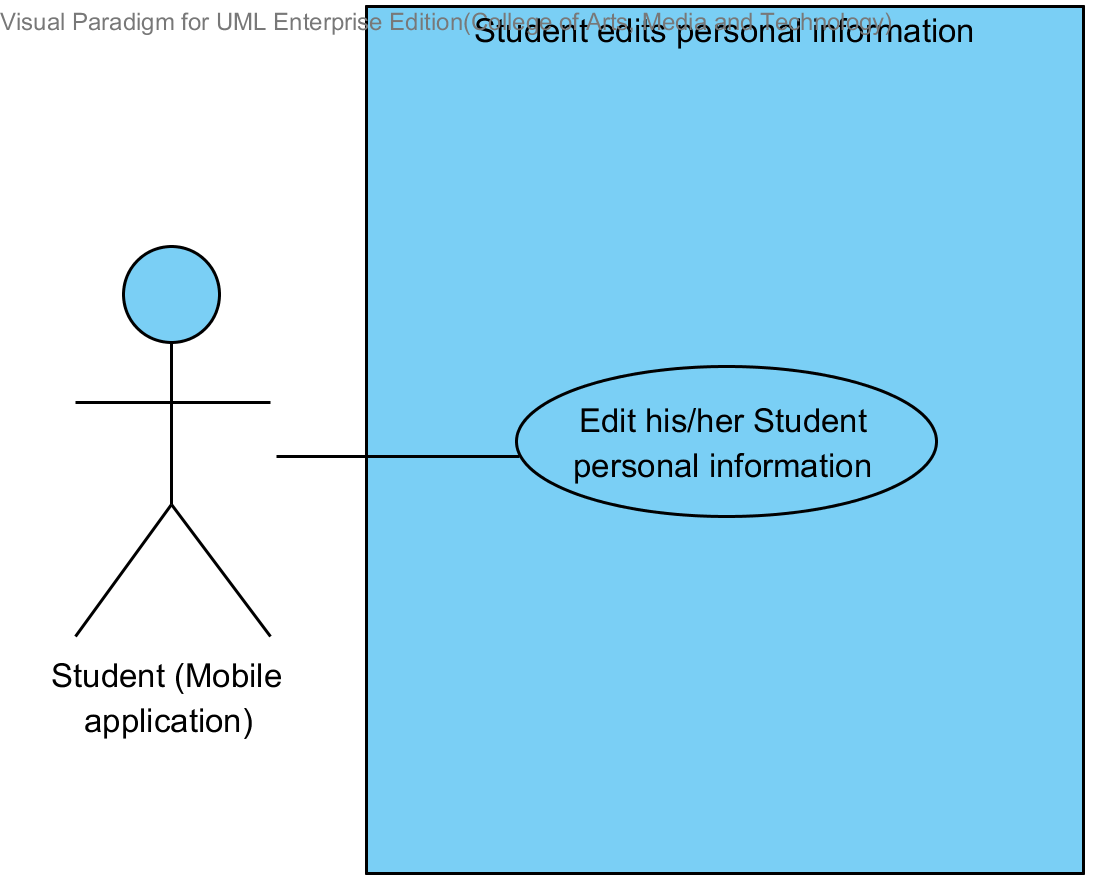 Visual Paradigm for UML Enterprise Edition(College of Arts, Media and Technology)
Student edits personal information
Edit his/her Student
personal information
Student (Mobile
application)